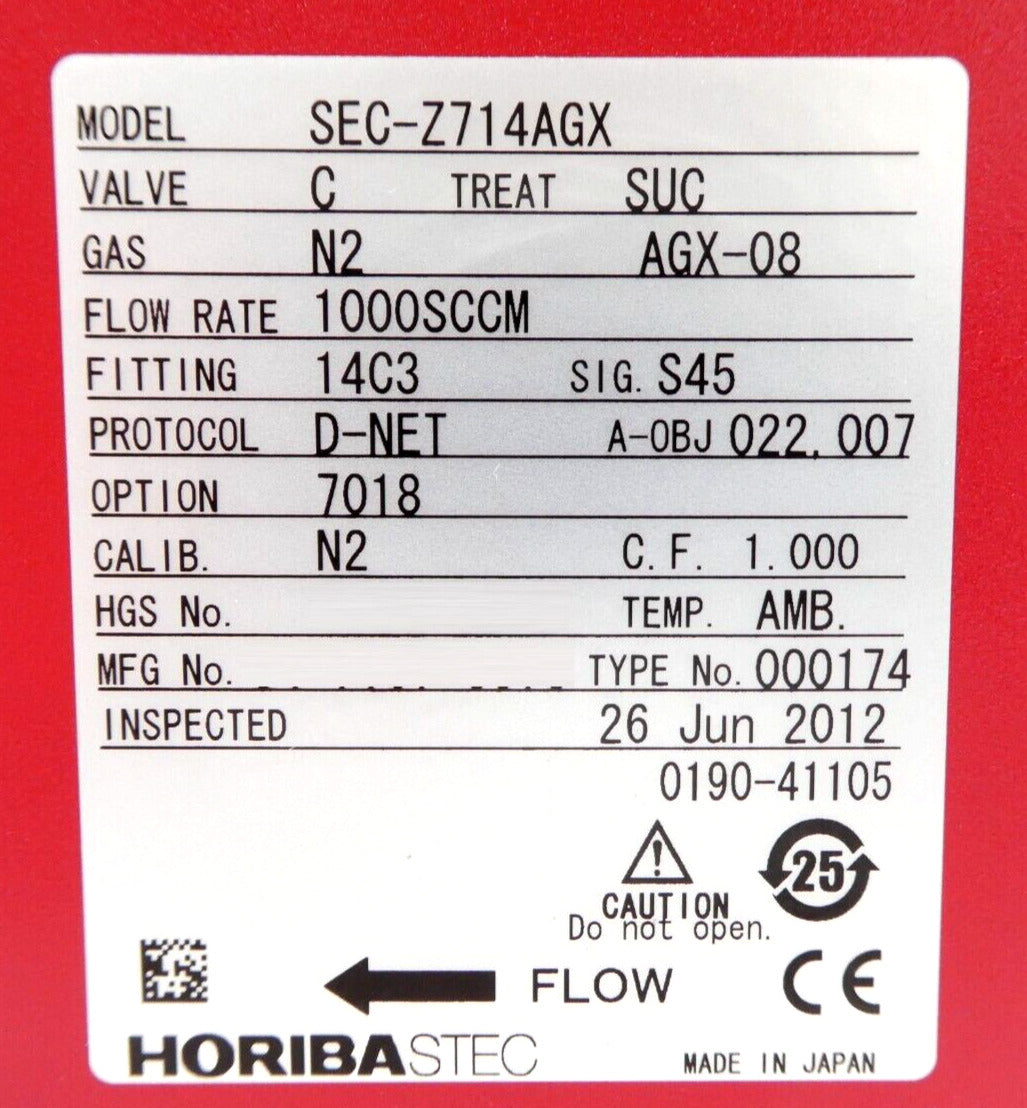 MODEL SEC-Z714AGX
VALVE C TREAT SUC
GAS N2 AGX-08
FLOW RATE 1000SCCM
FITTING 14C3 SIG. S45
PROTOCOL D-NET A-OBJ 022.007
OPTION 7018
CALIB. N2 C.F. 1.000
HGS No. TEMP. AMB.
MFG No. TYPE No. 000174
INSPECTED 26 Jun 2012
0190-41105
25
CAUTION
Do not open.
FLOW CE
HORIBASTEC MADE IN JAPAN